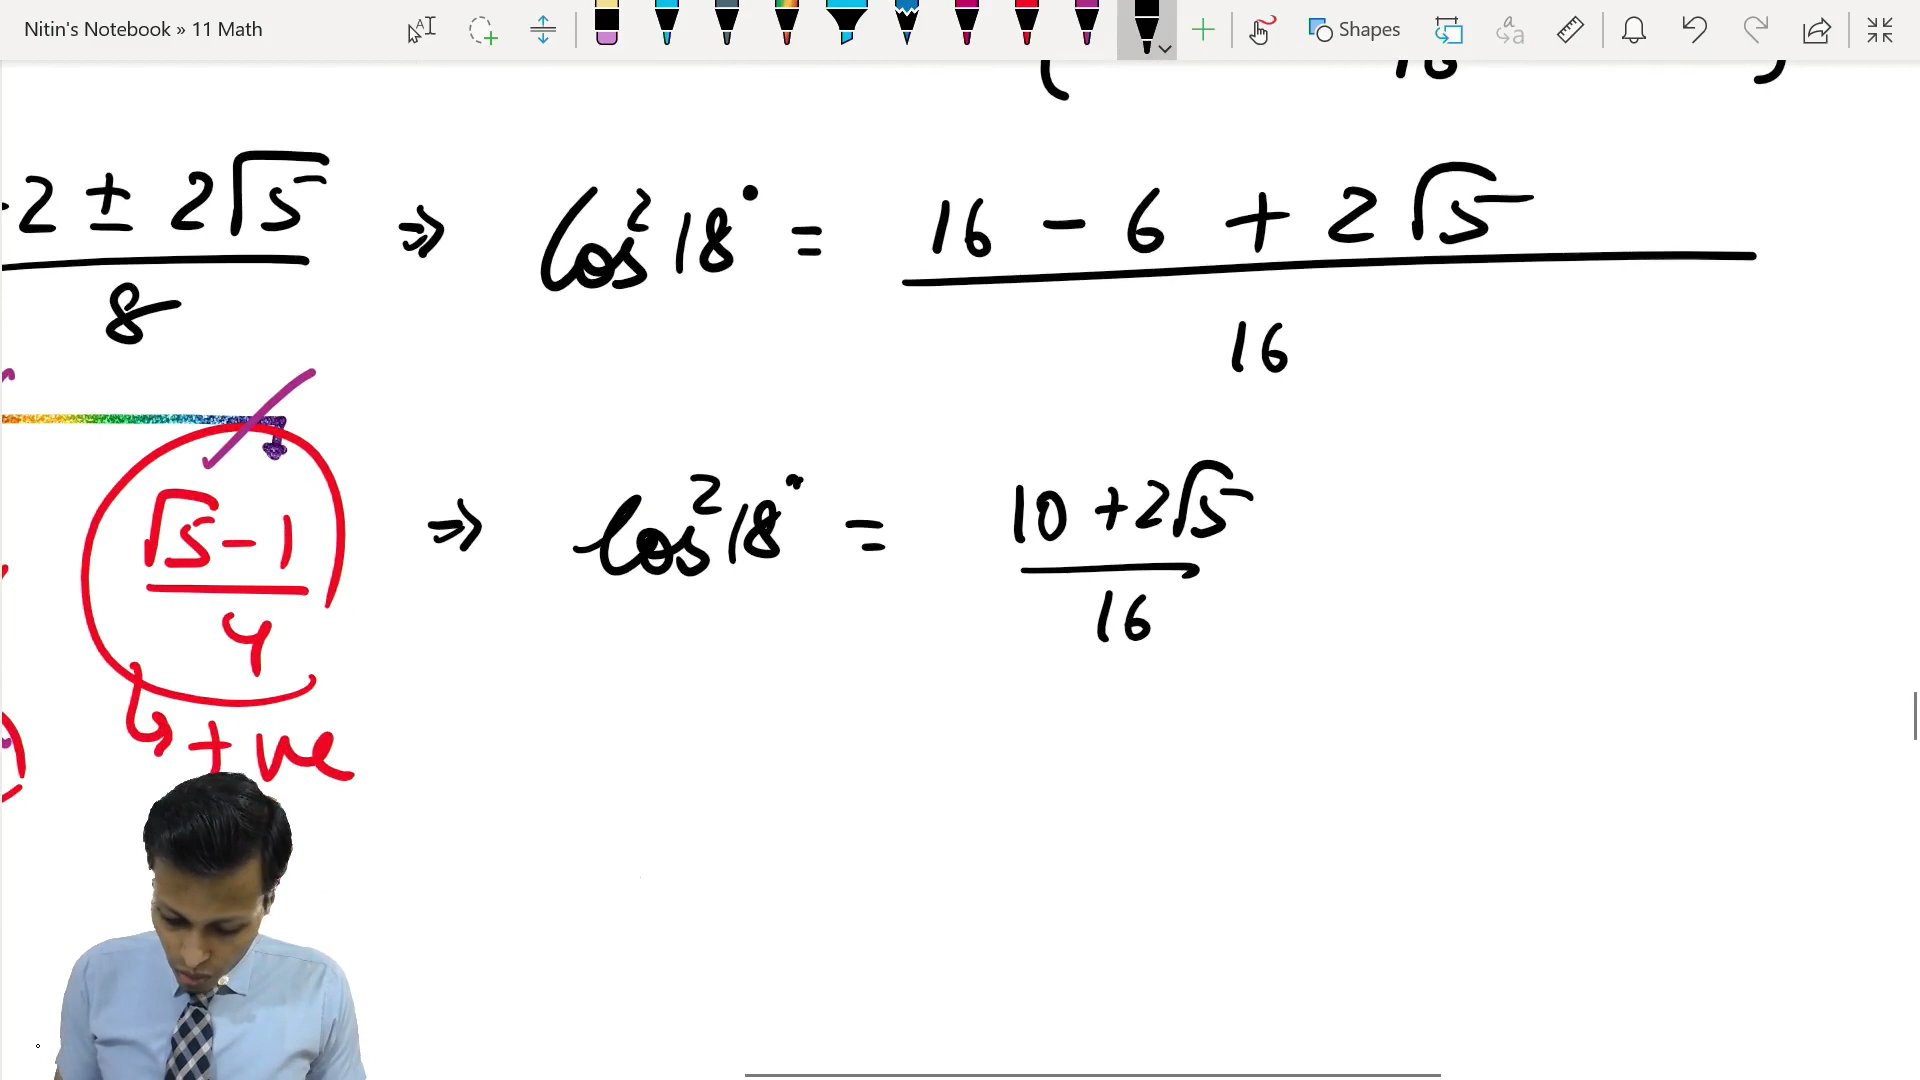 Nitin's Notebook » 11 Math
Shapes
-2 ± 2√5 / 8
⇒ Cos²18° = 16 - 6 + 2√5 / 16
√5 - 1 / 4
⇒ Cos²18° = 10 + 2√5 / 16
↳ +ve